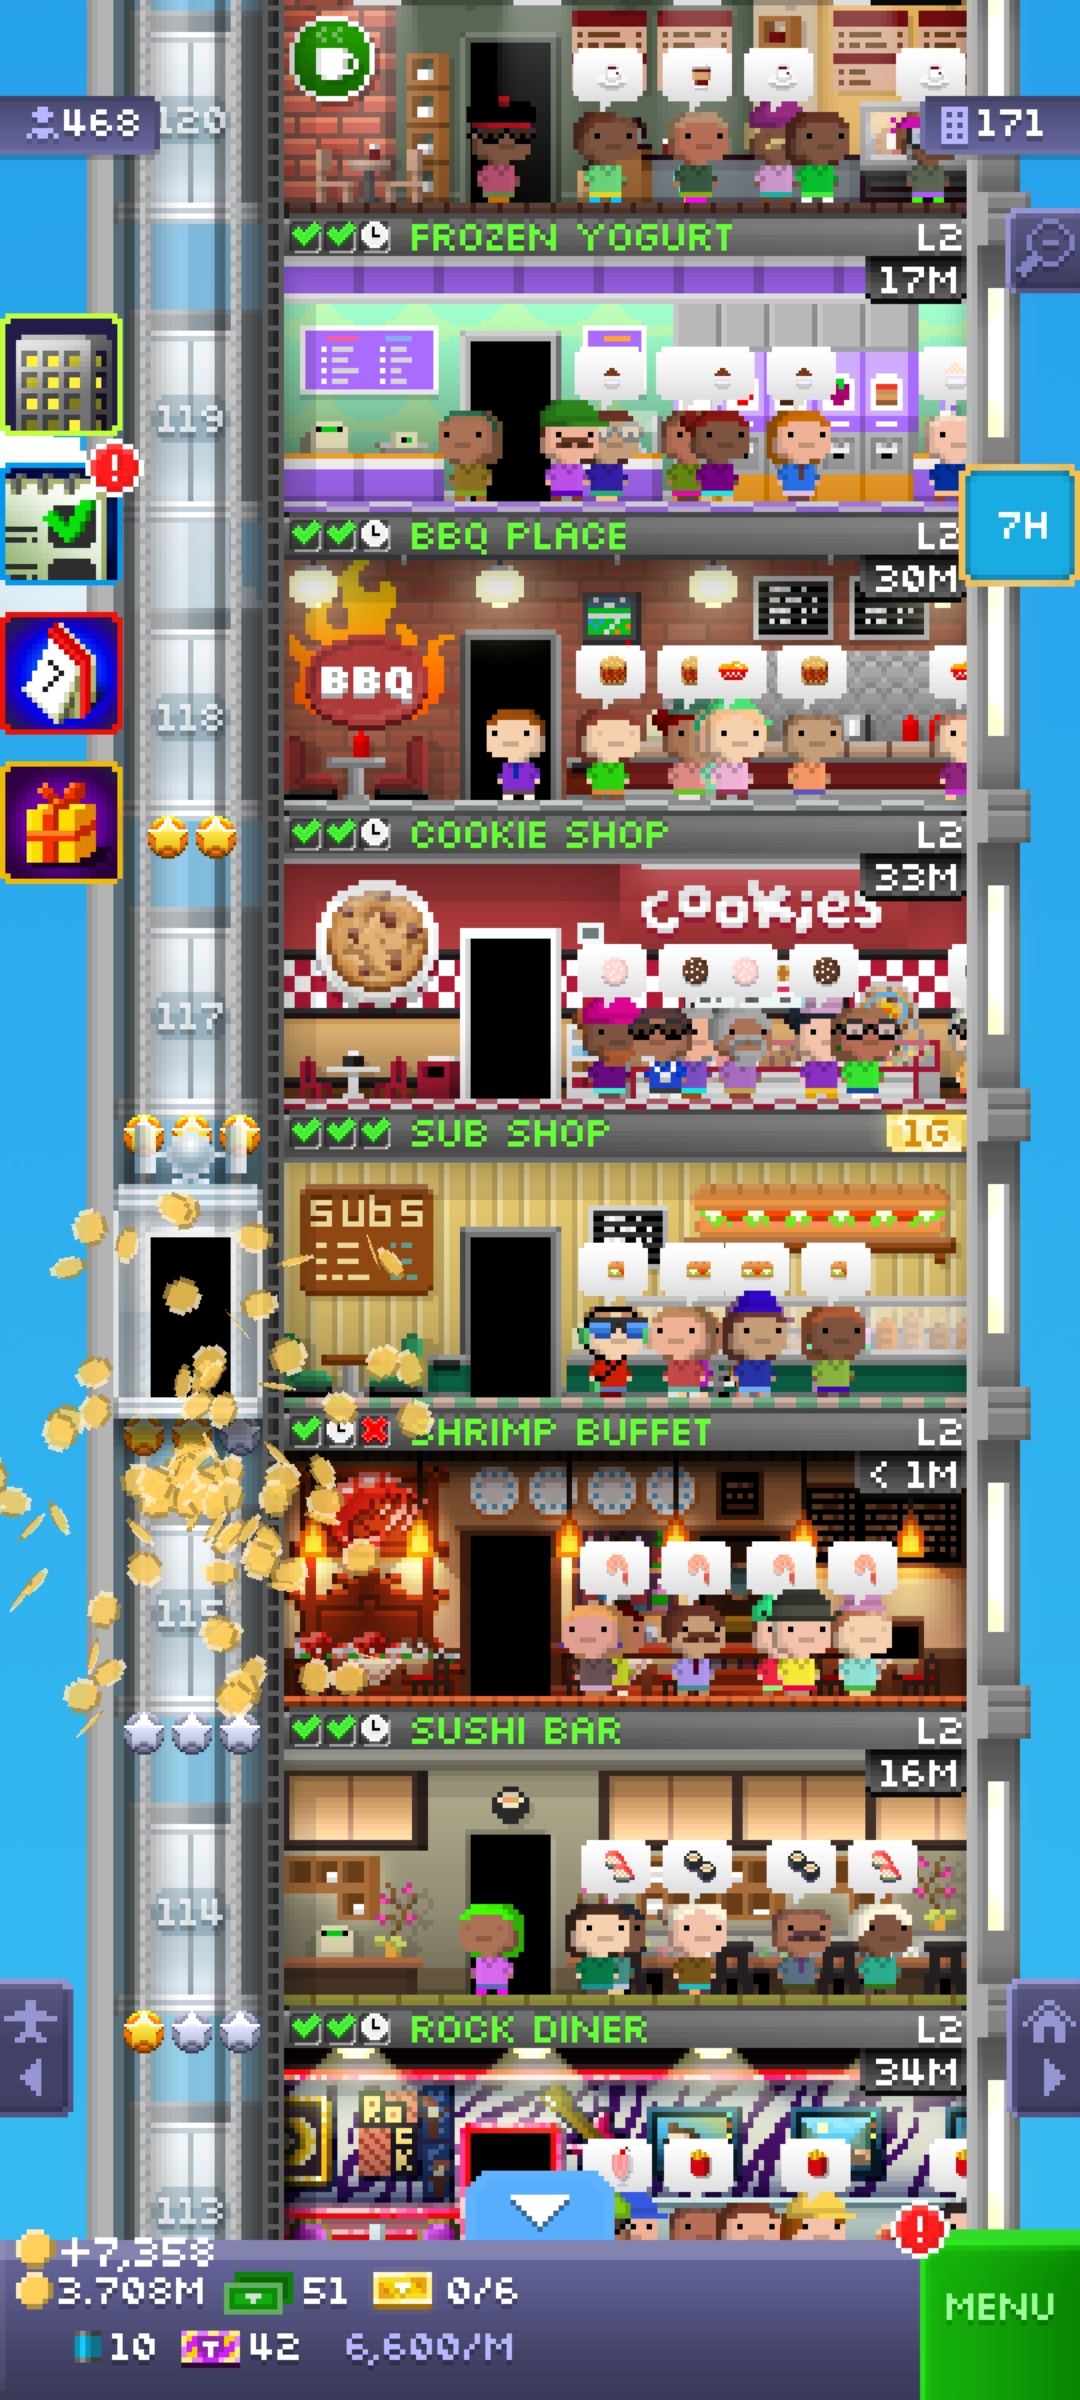 468
120
171
FROZEN YOGURT L2
17M
119
7H
BBQ PLACE L2
30M
BBQ
118
COOKIE SHOP L2
33M
cookies
117
SUB SHOP 1G
subs
SHRIMP BUFFET L2
< 1M
115
SUSHI BAR L2
16M
114
ROCK DINER L2
34M
ROCK
113
+7,358
3.708M 51 0/6
10 42 6,600/M
MENU